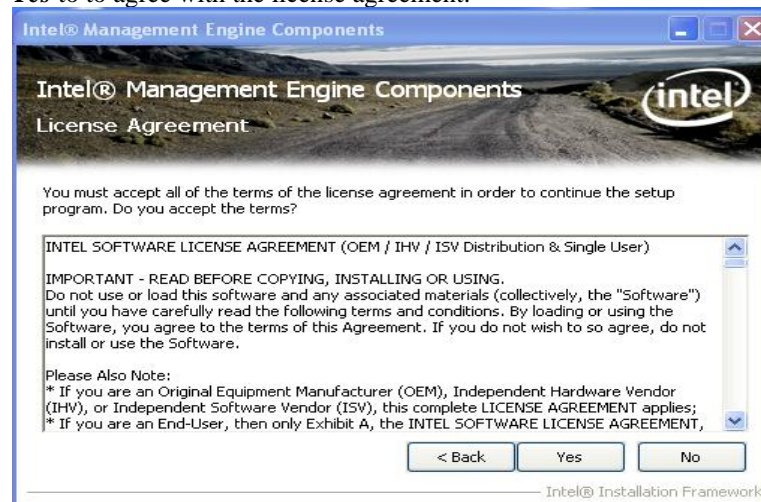 Yes to to agree with the license agreement.
Intel® Management Engine Components
Intel® Management Engine Components
intel
License Agreement
You must accept all of the terms of the license agreement in order to continue the setup
program. Do you accept the terms?
INTEL SOFTWARE LICENSE AGREEMENT (OEM / IHV / ISV Distribution & Single User)
IMPORTANT - READ BEFORE COPYING, INSTALLING OR USING.
Do not use or load this software and any associated materials (collectively, the "Software")
until you have carefully read the following terms and conditions. By loading or using the
Software, you agree to the terms of this Agreement. If you do not wish to so agree, do not
install or use the Software.
Please Also Note:
* If you are an Original Equipment Manufacturer (OEM), Independent Hardware Vendor
(IHV), or Independent Software Vendor (ISV), this complete LICENSE AGREEMENT applies;
* If you are an End-User, then only Exhibit A, the INTEL SOFTWARE LICENSE AGREEMENT,
< Back Yes No
Intel® Installation Framework